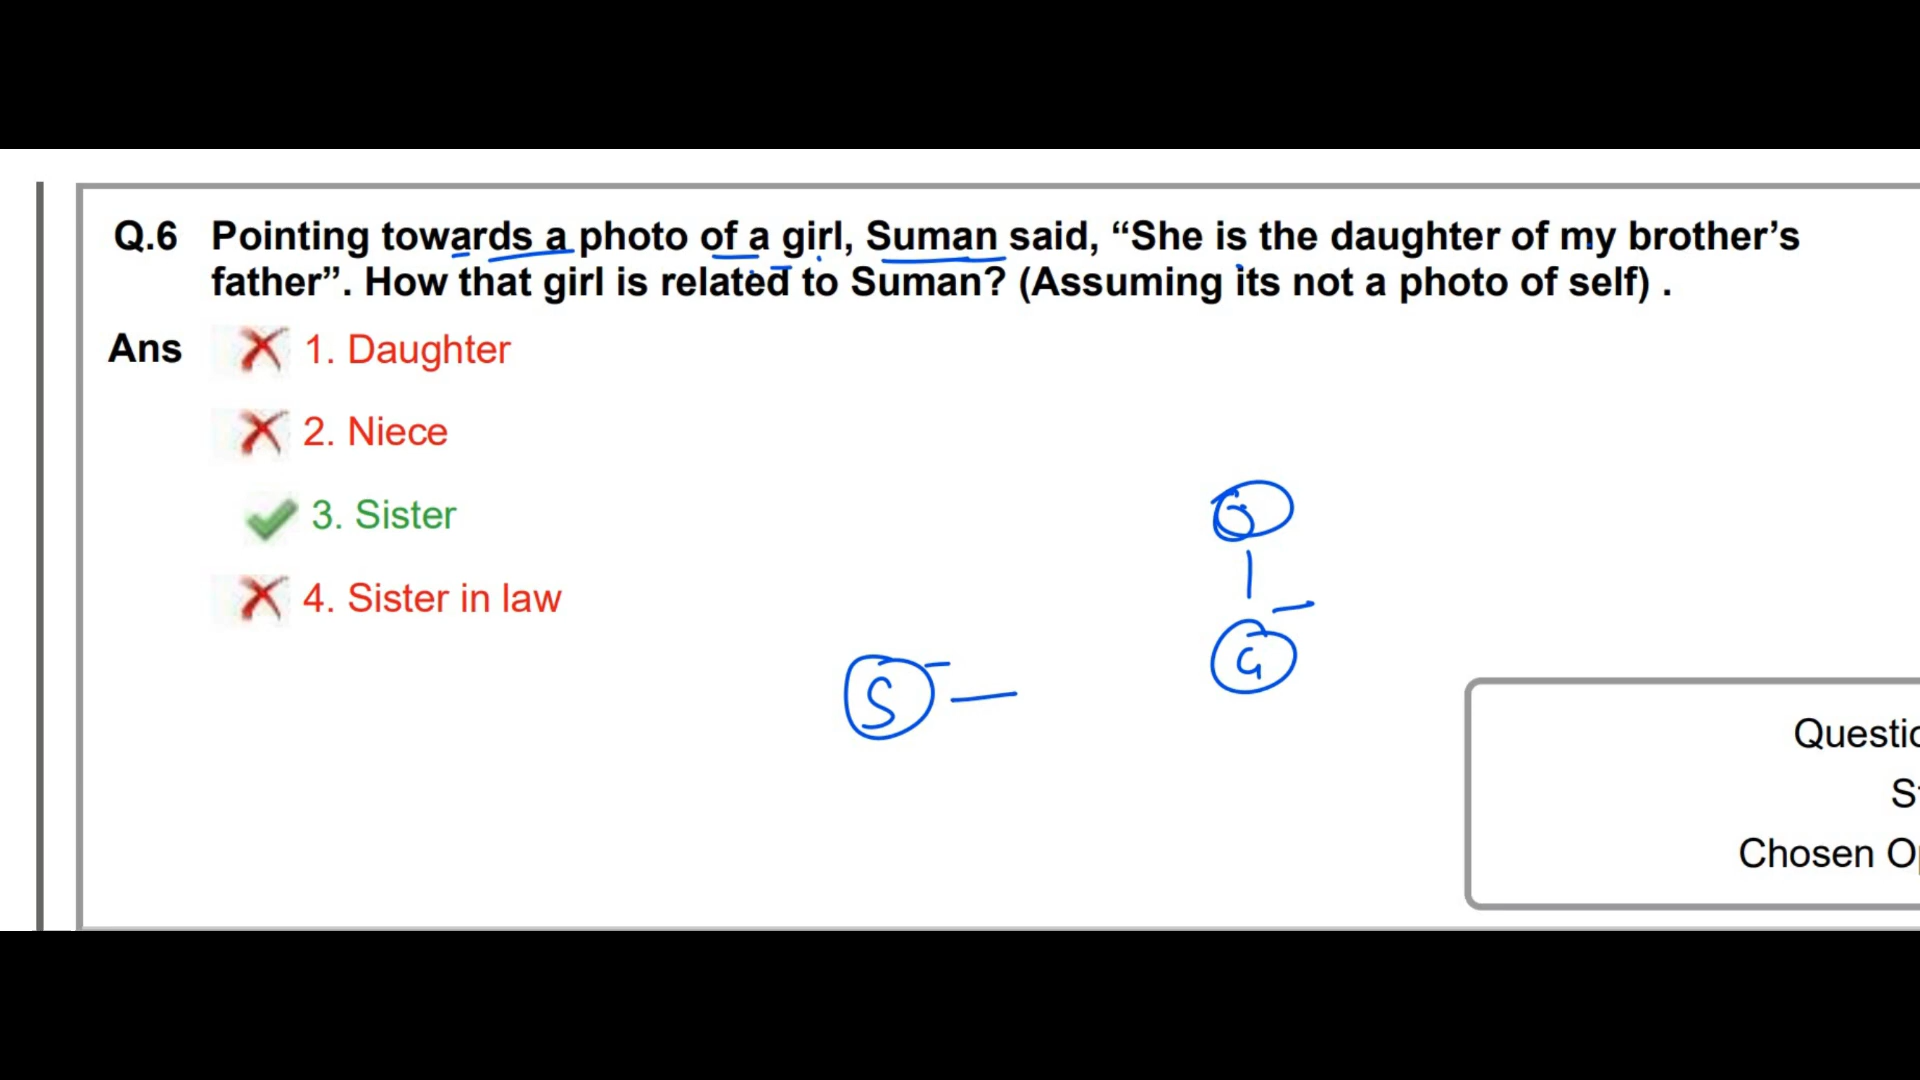 Q.6 Pointing towards a photo of a girl, Suman said, “She is the daughter of my brother’s
father”. How that girl is related to Suman? (Assuming its not a photo of self) .
Ans 1. Daughter
2. Niece
3. Sister
4. Sister in law
G
S
Chosen